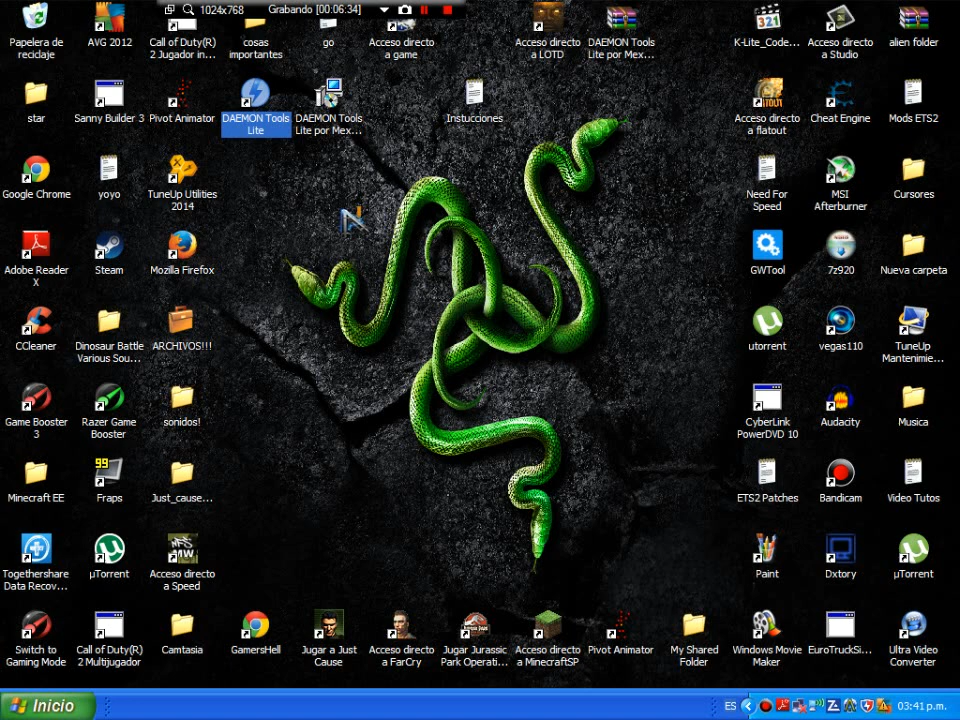 1024x768
Grabando [00:06:34]
Papelera de
reciclaje
AVG 2012
Call of Duty(R)
2 Jugador in...
cosas
importantes
go
Acceso directo
a game
Acceso directo
a LOTD
DAEMON Tools
Lite por Mex...
321
K-Lite_Code...
Acceso directo
a Studio
alien folder
star
Sanny Builder 3
Pivot Animator
DAEMON Tools
Lite
DAEMON Tools
Lite por Mex...
Instucciones
Acceso directo
a flatout
Cheat Engine
Mods ETS2
Google Chrome
yoyo
TuneUp Utilities
2014
Need For
Speed
MSI
Afterburner
Cursores
Adobe Reader
X
Steam
Mozilla Firefox
GWTool
7z920
Nueva carpeta
CCleaner
Dinosaur Battle
Various Sou...
ARCHIVOS!!!
utorrent
vegas110
TuneUp
Mantenimie...
Game Booster
3
Razer Game
Booster
sonidos!
CyberLink
PowerDVD 10
Audacity
Musica
99
Minecraft EE
Fraps
Just_cause...
ETS2 Patches
Bandicam
Video Tutos
NFS
MW
Togethershare
Data Recov...
µTorrent
Acceso directo
a Speed
Paint
Dxtory
µTorrent
Switch to
Gaming Mode
Call of Duty(R)
2 Multijugador
Camtasia
GamersHell
Jugar a Just
Cause
Acceso directo
a FarCry
Jugar Jurassic
Park Operati...
Acceso directo
a MinecraftSP
Pivot Animator
My Shared
Folder
Windows Movie
Maker
EuroTruckSi...
Ultra Video
Converter
Inicio
ES
03:41 p.m.